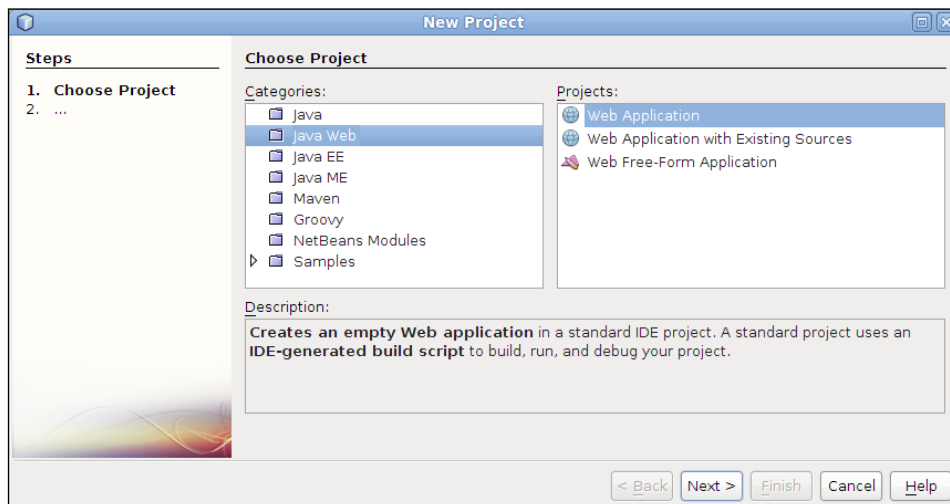 New Project
Steps
1. Choose Project
2. ...
Choose Project
Categories:
Java
Java Web
Java EE
Java ME
Maven
Groovy
NetBeans Modules
Samples
Projects:
Web Application
Web Application with Existing Sources
Web Free-Form Application
Description:
Creates an empty Web application in a standard IDE project. A standard project uses an
IDE-generated build script to build, run, and debug your project.
< Back Next > Finish Cancel Help